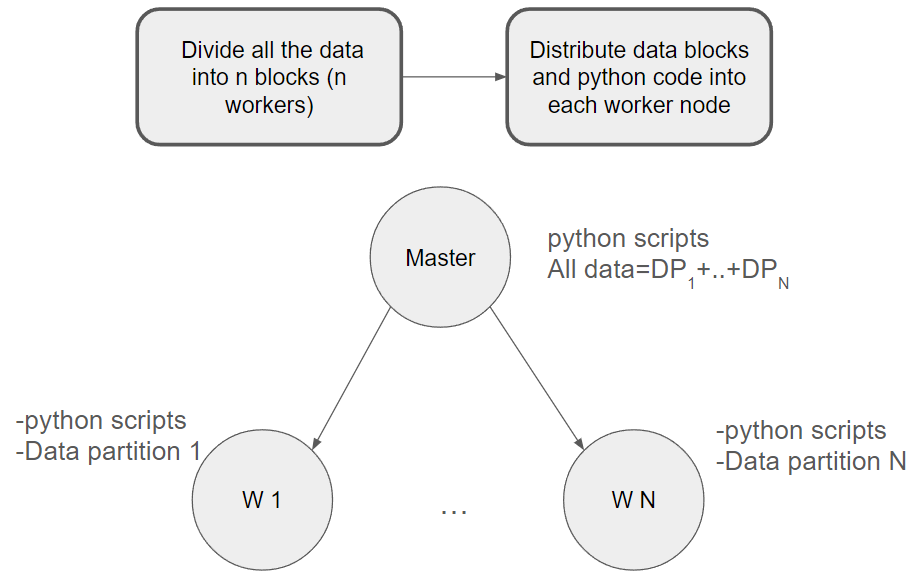 Divide all the data
into n blocks (n
workers)
Distribute data blocks
and python code into
each worker node
Master
python scripts
All data=DP₁+..+DP_N
-python scripts
-Data partition 1
W 1
...
-python scripts
-Data partition N
W N